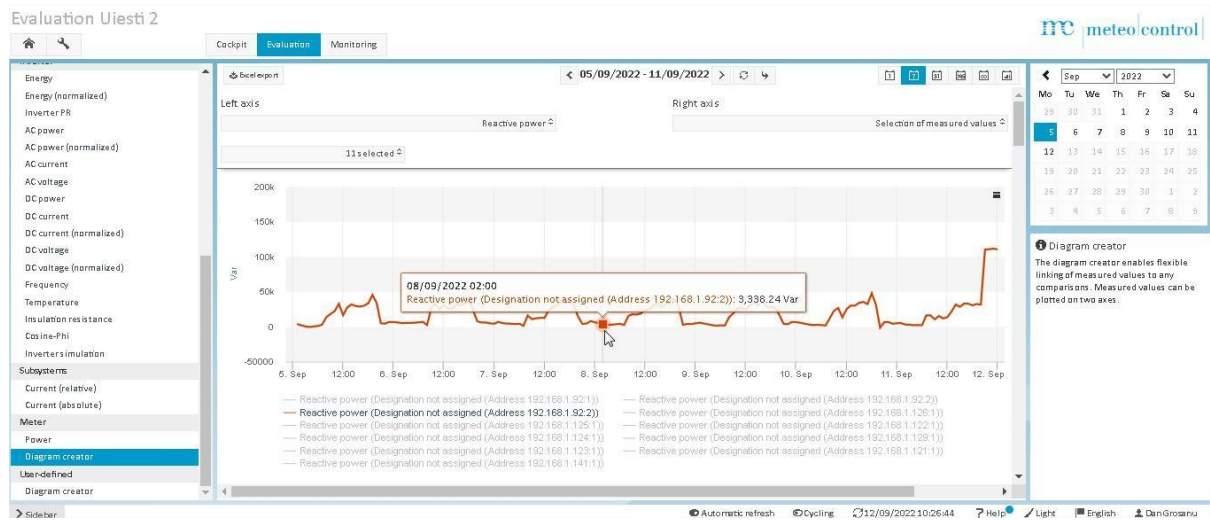 Evaluation Uiesti 2
mc meteo control
Cockpit Evaluation Monitoring
Inverter
Energy
Energy (normalized)
Inverter PR
AC power
AC power (normalized)
AC current
AC voltage
DC power
DC current
DC current (normalized)
DC voltage
DC voltage (normalized)
Frequency
Temperature
Insulation resistance
Cosine-Phi
Inverter simulation
Subsystems
Current (relative)
Current (absolute)
Meter
Power
Diagram creator
User-defined
Diagram creator
Sidebar
Excel export
05/09/2022 - 11/09/2022
1 7 31 365
Left axis
Right axis
Reactive power
Selection of measured values
11 selected
200k
150k
100k
50k
0
-50000
Var
08/09/2022 02:00
Reactive power (Designation not assigned (Address 192.168.1.92:2)): 3,338.24 Var
5. Sep 12:00 6. Sep 12:00 7. Sep 12:00 8. Sep 12:00 9. Sep 12:00 10. Sep 12:00 11. Sep 12:00 12. Sep
Reactive power (Designation not assigned (Address 192.168.1.92:1))
Reactive power (Designation not assigned (Address 192.168.1.92:2))
Reactive power (Designation not assigned (Address 192.168.1.92:2))
Reactive power (Designation not assigned (Address 192.168.1.126:1))
Reactive power (Designation not assigned (Address 192.168.1.125:1))
Reactive power (Designation not assigned (Address 192.168.1.122:1))
Reactive power (Designation not assigned (Address 192.168.1.124:1))
Reactive power (Designation not assigned (Address 192.168.1.129:1))
Reactive power (Designation not assigned (Address 192.168.1.123:1))
Reactive power (Designation not assigned (Address 192.168.1.121:1))
Reactive power (Designation not assigned (Address 192.168.1.141:1))
Sep 2022
Mo Tu We Th Fr Sa Su
29 30 31 1 2 3 4
5 6 7 8 9 10 11
12 13 14 15 16 17 18
19 20 21 22 23 24 25
26 27 28 29 30 1 2
3 4 5 6 7 8 9
Diagram creator
The diagram creator enables flexible
linking of measured values to any
comparisons. Measured values can be
plotted on two axes.
Automatic refresh Cycling 12/09/2022 10:26:44 Help Light English Dan Grosanu